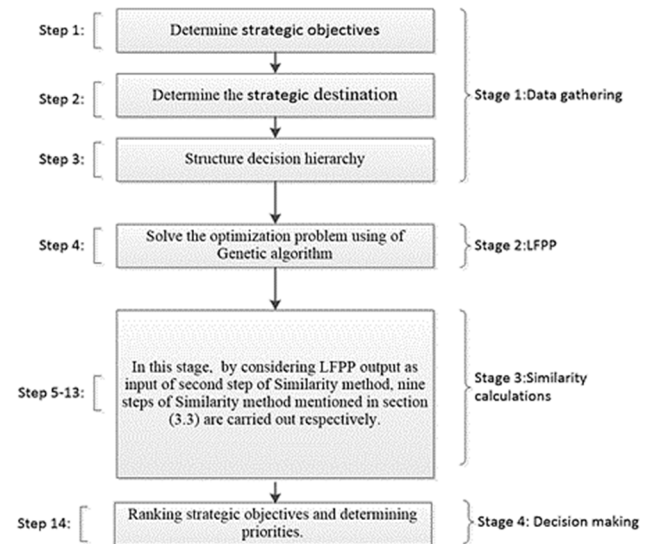 Step 1:
Determine strategic objectives
Step 2:
Determine the strategic destination
Stage 1:Data gathering
Step 3:
Structure decision hierarchy
Step 4:
Solve the optimization problem using of
Genetic algorithm
Stage 2:LFPP
Step 5-13:
In this stage, by considering LFPP output as
input of second step of Similarity method, nine
steps of Similarity method mentioned in section
(3.3) are carried out respectively.
Stage 3:Similarity
calculations
Step 14:
Ranking strategic objectives and determining
priorities.
Stage 4: Decision making